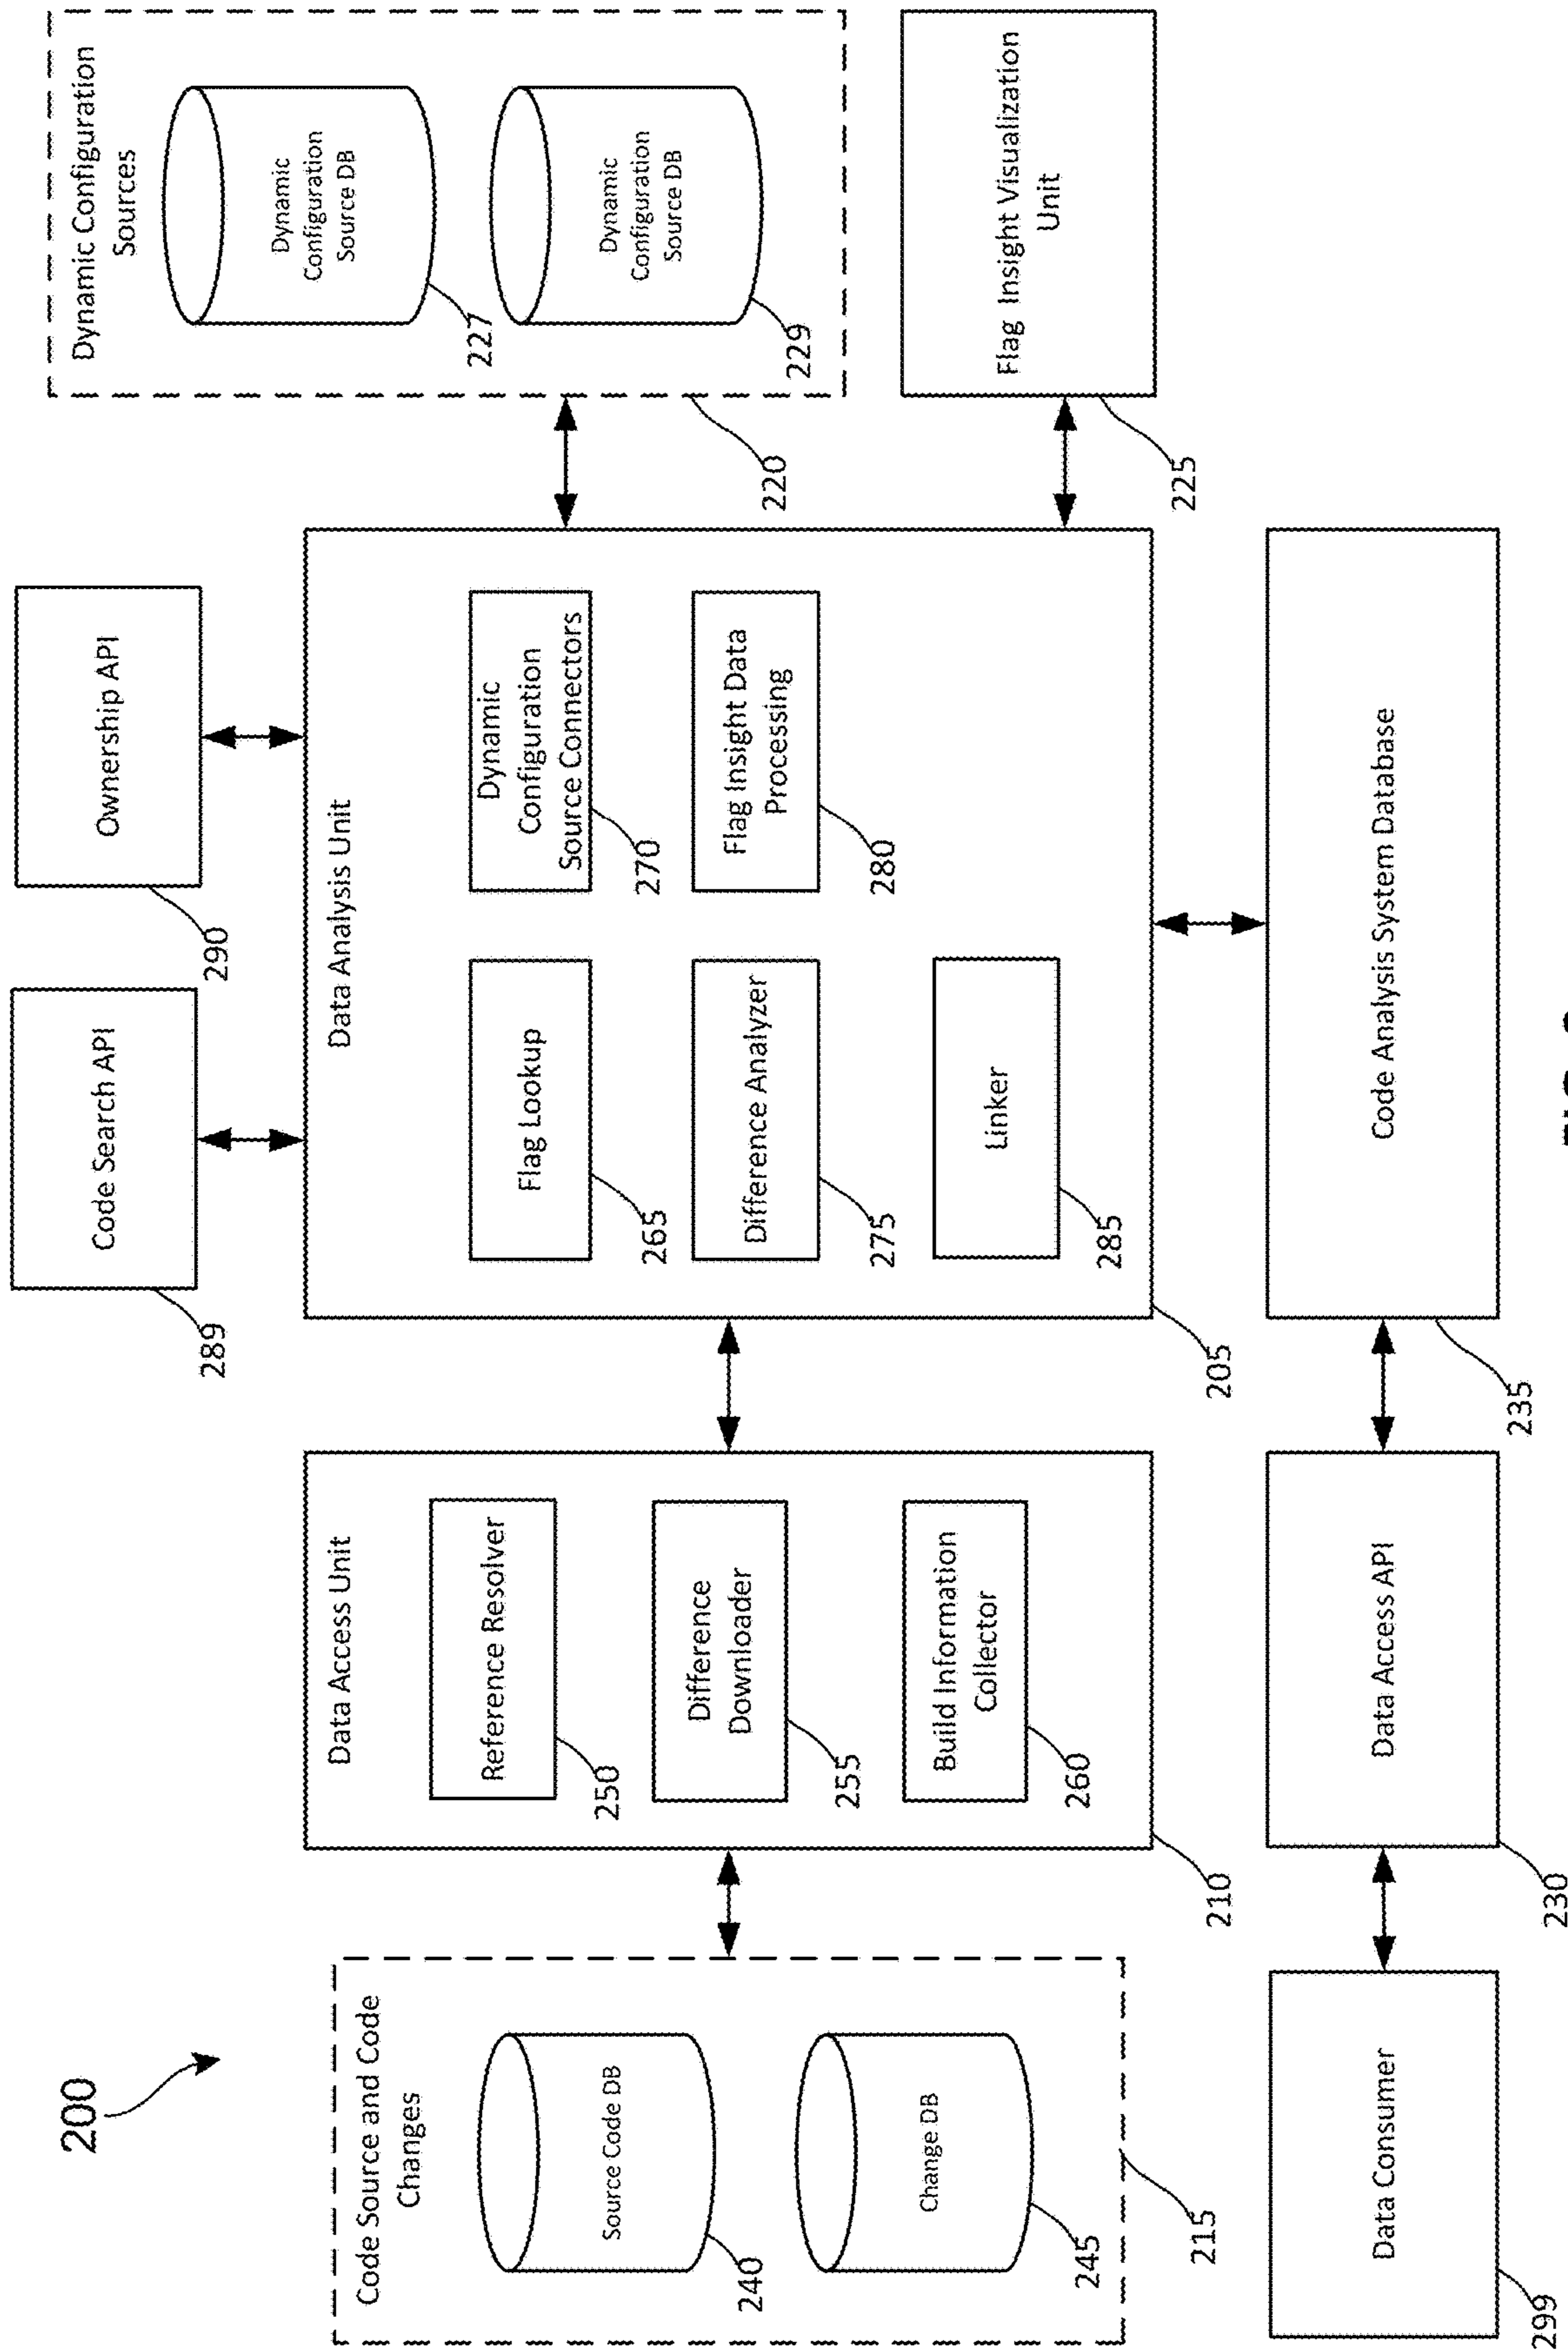 200
Code Search API
289
Ownership API
290
Code Source and Code
Changes
Source Code DB
240
Change DB
245
215
Data Access Unit
Reference Resolver
250
Difference
Downloader
255
Build Information
Collector
260
210
Data Analysis Unit
Flag Lookup
265
Dynamic
Configuration
Source Connectors
270
Difference Analyzer
275
Flag Insight Data
Processing
280
Linker
285
205
Dynamic Configuration
Sources
Dynamic
Configuration
Source DB
227
Dynamic
Configuration
Source DB
229
220
Flag Insight Visualization
Unit
225
Data Consumer
299
Data Access API
230
Code Analysis System Database
235